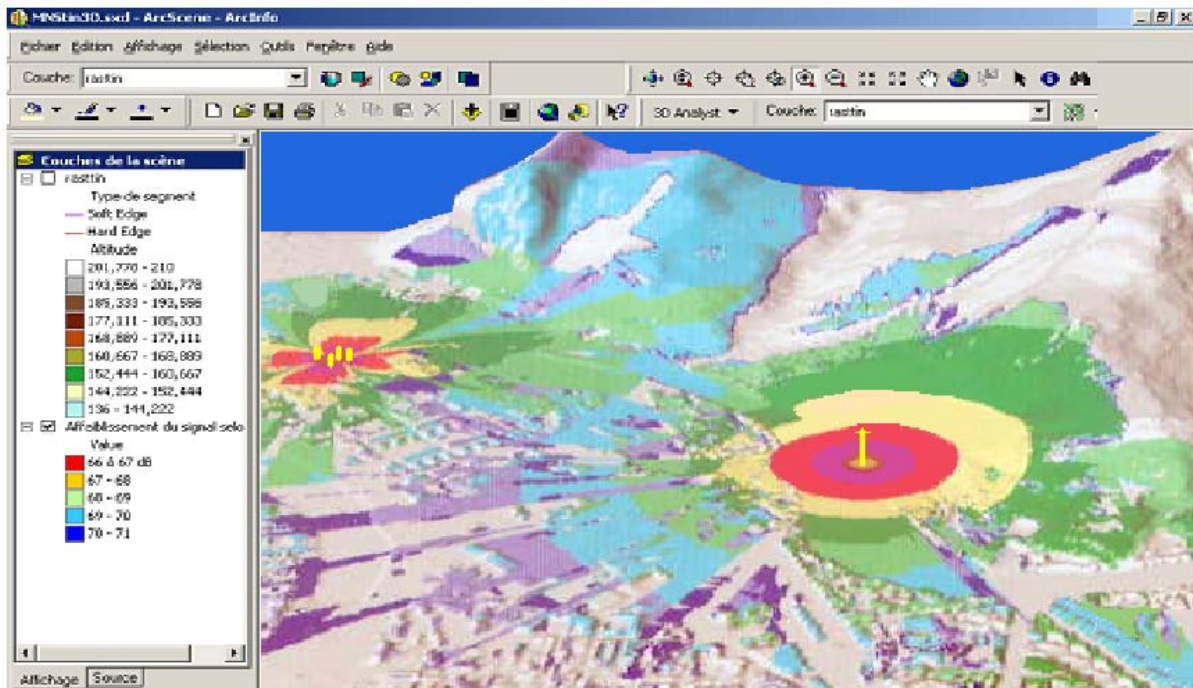 MNStin3D.sxd - ArcScene - ArcInfo
Fichier Edition Affichage Sélection Outils Fenêtre Aide
Couche: rasttin
3D Analyst Couche: rasttin
Couches de la scène
rasttin
Type de segment
Soft Edge
Hard Edge
Altitude
201,778 - 210
193,556 - 201,778
185,333 - 193,556
177,111 - 185,333
168,889 - 177,111
160,667 - 168,889
152,444 - 160,667
144,222 - 152,444
136 - 144,222
Affaiblissement du signal selo
Value
66 à 67 dB
67 - 68
68 - 69
69 - 70
70 - 71
Affichage Source